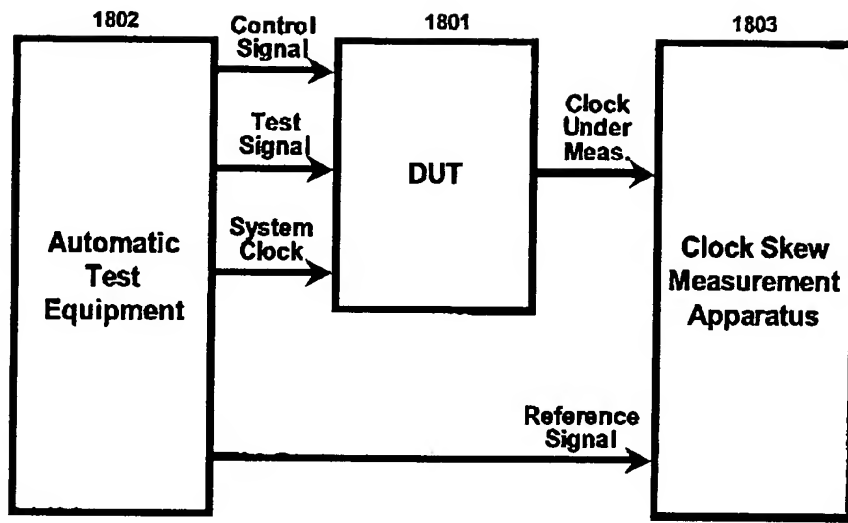 1802
Control
Signal
1801
1803
Test
Signal
Clock
Under
Meas.
DUT
System
Clock
Automatic
Test
Equipment
Clock Skew
Measurement
Apparatus
Reference
Signal